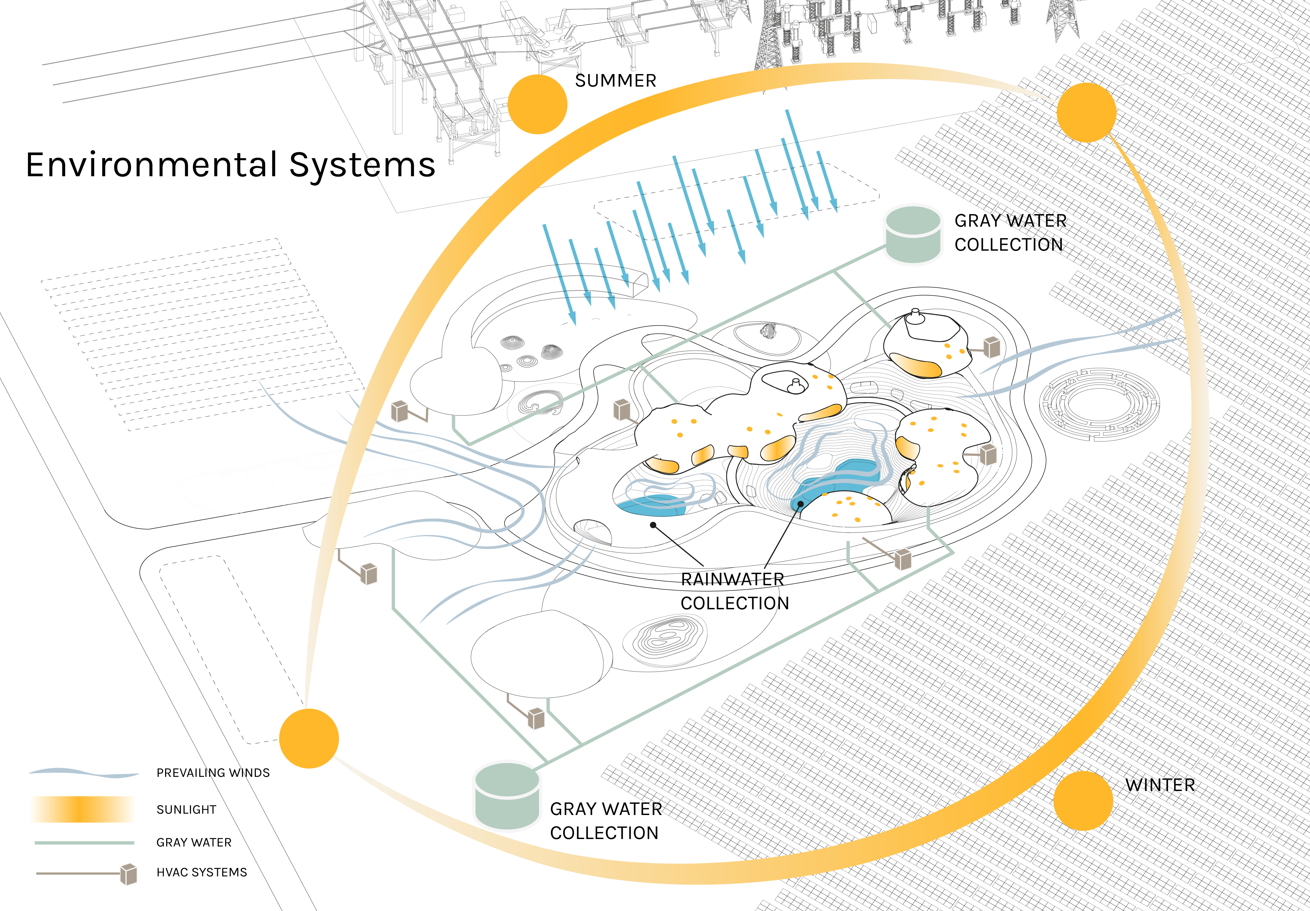 SUMMER
Environmental Systems
GRAY WATER
COLLECTION
RAINWATER
COLLECTION
PREVAILING WINDS
SUNLIGHT
GRAY WATER
HVAC SYSTEMS
GRAY WATER
COLLECTION
WINTER